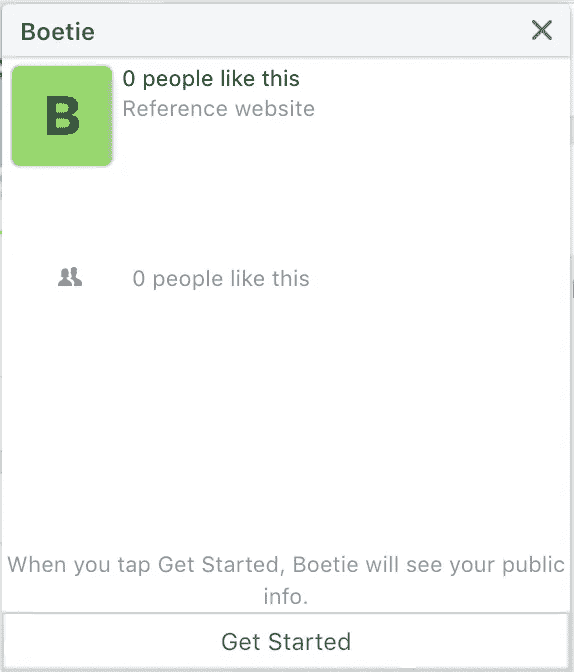 Boetie
B
0 people like this
Reference website
0 people like this
When you tap Get Started, Boetie will see your public
info.
Get Started